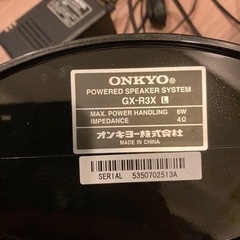 ONKYO®
POWERED SPEAKER SYSTEM
GX-R3X L
MAX. POWER HANDLING 6W
IMPEDANCE 4Ω
オンキヨー株式会社
MADE IN CHINA
SERIAL 5350702513A